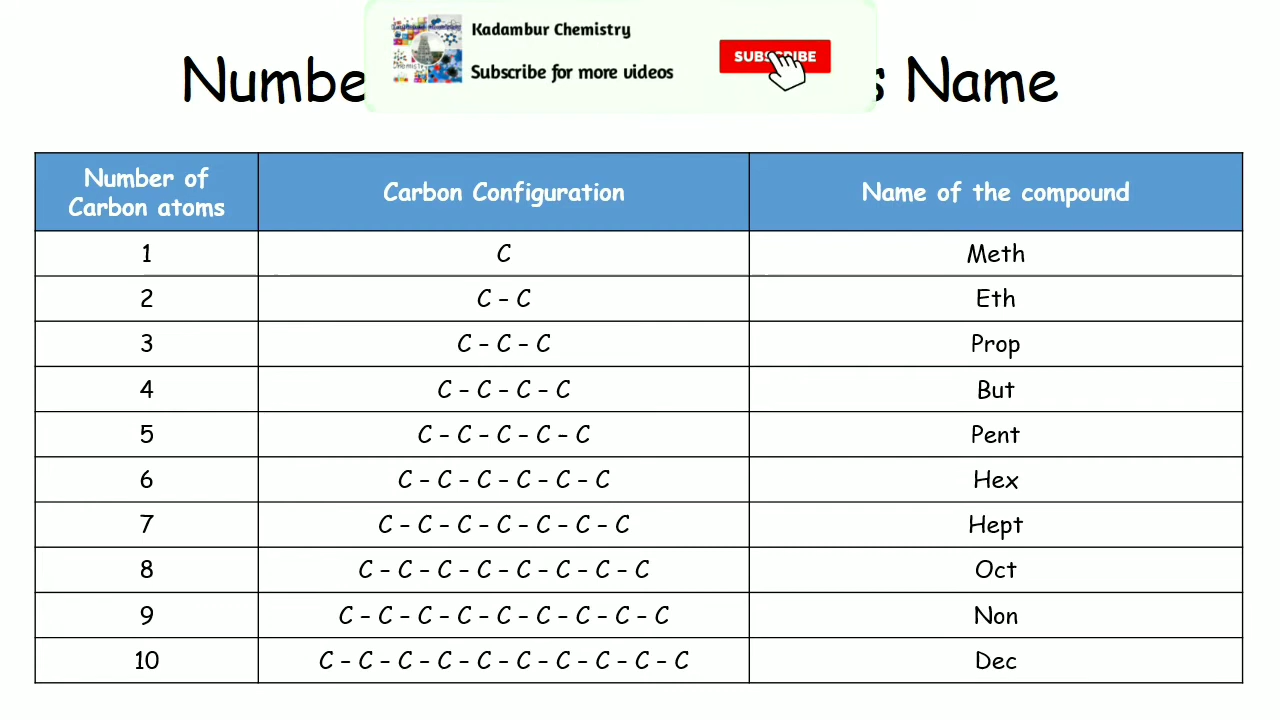 Kadambur Chemistry
Subscribe for more videos
SUBSCRIBE
Name
Number of
Carbon atoms
Carbon Configuration
Name of the compound
1 C Meth
2 C – C Eth
3 C – C – C Prop
4 C – C – C – C But
5 C – C – C – C – C Pent
6 C – C – C – C – C – C Hex
7 C – C – C – C – C – C – C Hept
8 C – C – C – C – C – C – C – C Oct
9 C – C – C – C – C – C – C – C – C Non
10 C – C – C – C – C – C – C – C – C – C Dec